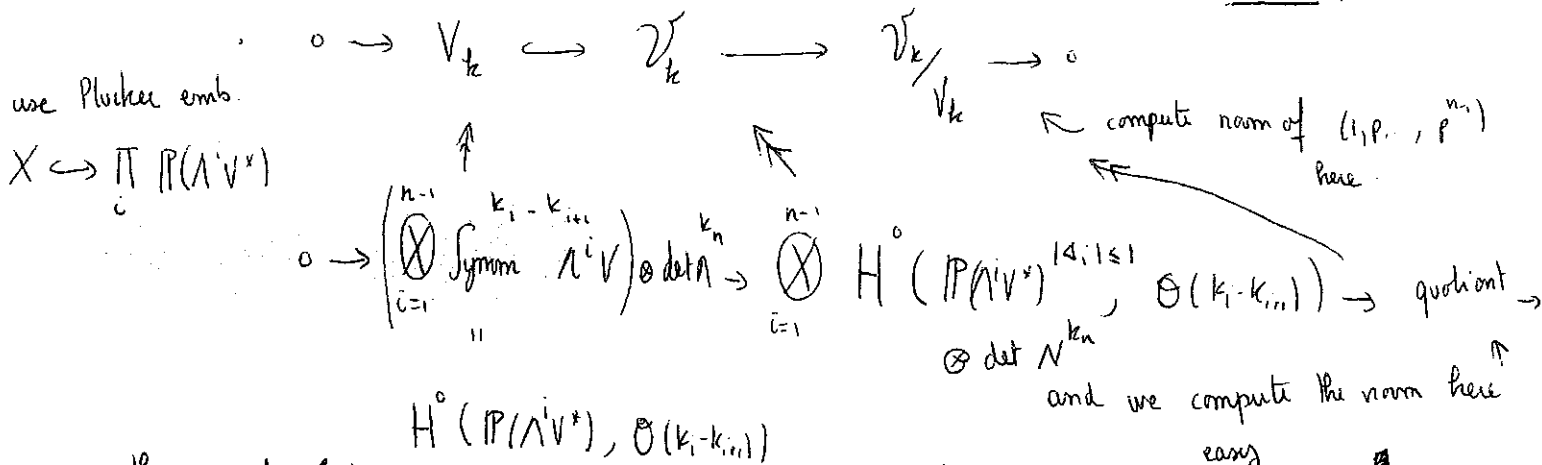 0 → V_k ↪ 𝒱_k → 𝒱_k/V_k → 0
use Plucker emb.
X ↪ ∏_i ℙ(Λ^i V*)
compute norm of (1, p.., p^{n-1})
here.
0 → (⊗_{i=1}^{n-1} Symm^{k_i - k_{i+1}} Λ^i V) ⊗ det^{k_n} → ⊗_{i=1}^{n-1} H^0(ℙ(Λ^i V*)^{|Δ_i| ≤ 1}, O(k_i - k_{i+1})) → quotient →
⊗ det^{k_n}
and we compute the norm here
easy
H^0(ℙ(Λ^i V*), O(k_i - k_{i+1}))